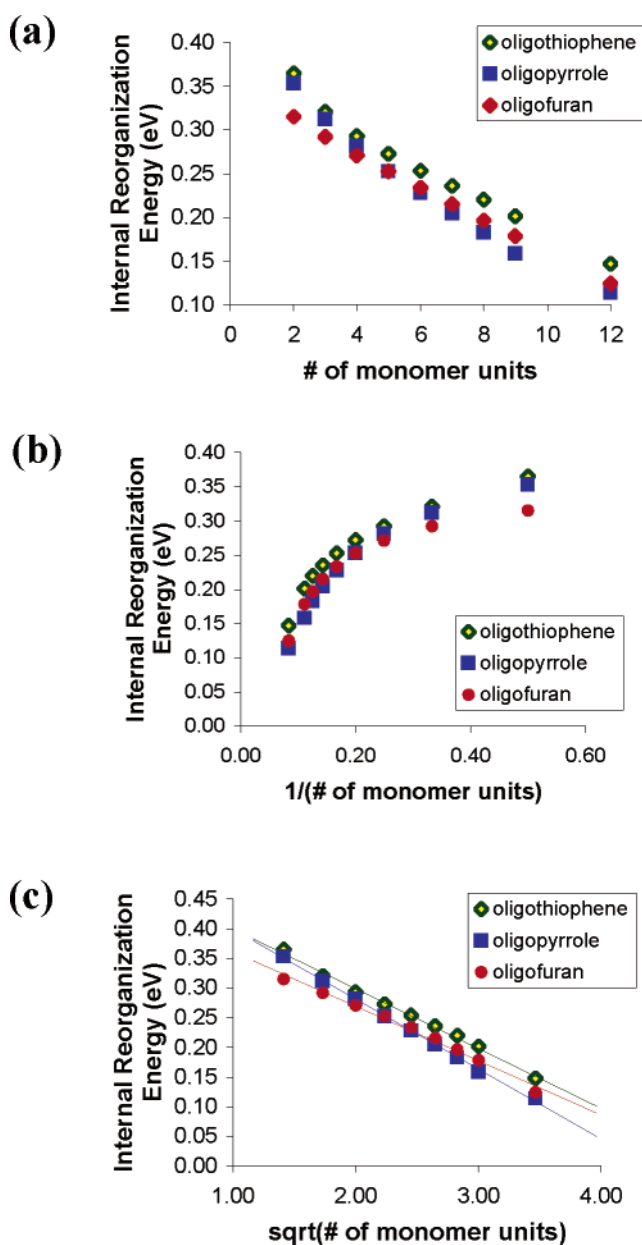 (a)
0.40
0.35
0.30
0.25
0.20
0.15
0.10
Internal Reorganization
Energy (eV)
oligothiophene
oligopyrrole
oligofuran
0 2 4 6 8 10 12
# of monomer units
(b)
0.40
0.35
0.30
0.25
0.20
0.15
0.10
0.05
0.00
Internal Reorganization
Energy (eV)
oligothiophene
oligopyrrole
oligofuran
0.00 0.20 0.40 0.60
1/(# of monomer units)
(c)
0.45
0.40
0.35
0.30
0.25
0.20
0.15
0.10
0.05
0.00
Internal Reorganization
Energy (eV)
oligothiophene
oligopyrrole
oligofuran
1.00 2.00 3.00 4.00
sqrt(# of monomer units)